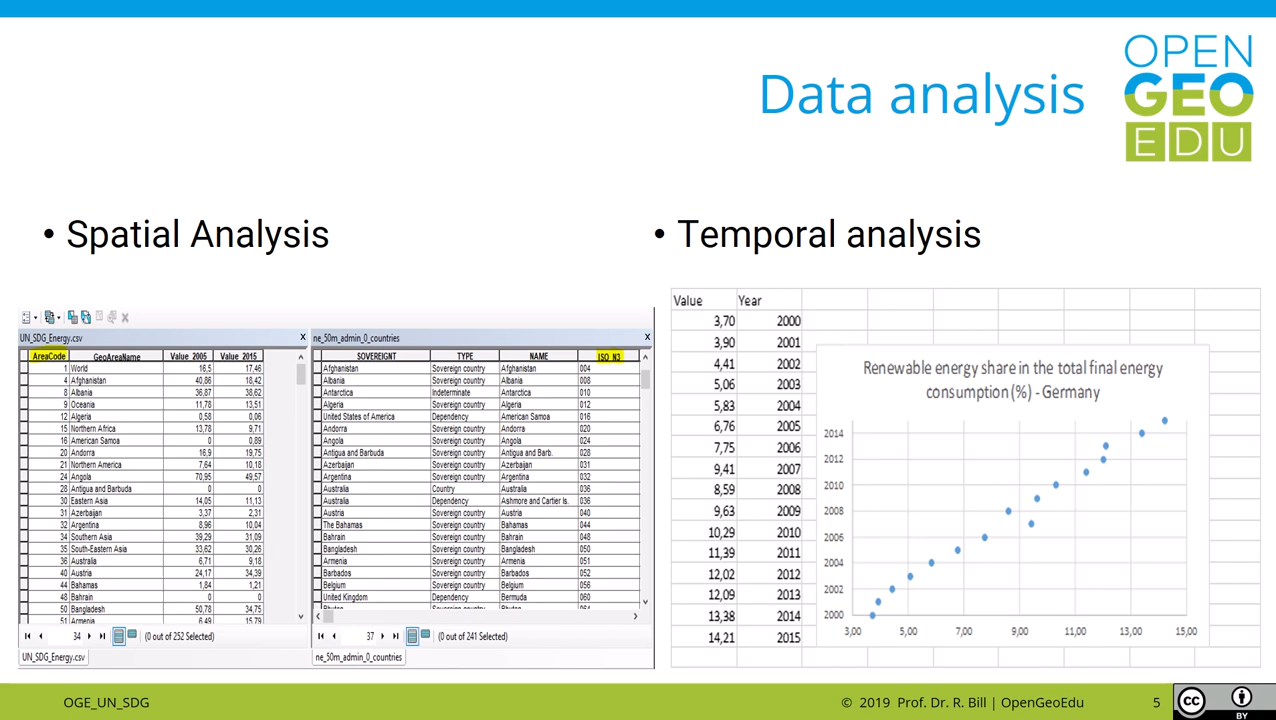 OPEN
GEO
EDU
Data analysis
• Spatial Analysis
• Temporal analysis
UN_SDG_Energy.csv
AreaCode GeoAreaName Value_2005 Value_2015
1 World 16,5 17,46
4 Afghanistan 40,86 18,42
8 Albania 36,87 38,62
9 Oceania 11,78 13,51
12 Algeria 0,58 0,06
15 Northern Africa 13,78 9,71
16 American Samoa 0 0,89
20 Andorra 16,9 19,75
21 Northern America 7,64 10,18
24 Angola 70,95 49,57
28 Antigua and Barbuda 0 0
30 Eastern Asia 14,05 11,13
31 Azerbaijan 3,37 2,31
32 Argentina 8,96 10,04
34 Southern Asia 39,29 31,09
35 South-Eastern Asia 33,62 30,26
36 Australia 6,71 9,18
40 Austria 24,17 34,39
44 Bahamas 1,84 1,21
48 Bahrain 0 0
50 Bangladesh 50,78 34,75
51 Armenia 6,49 15,79
34 (0 out of 252 Selected)
UN_SDG_Energy.csv
ne_50m_admin_0_countries
SOVEREIGNT TYPE NAME ISO_N3
Afghanistan Sovereign country Afghanistan 004
Albania Sovereign country Albania 008
Antarctica Indeterminate Antarctica 010
Algeria Sovereign country Algeria 012
United States of America Dependency American Samoa 016
Andorra Sovereign country Andorra 020
Angola Sovereign country Angola 024
Antigua and Barbuda Sovereign country Antigua and Barb. 028
Azerbaijan Sovereign country Azerbaijan 031
Argentina Sovereign country Argentina 032
Australia Country Australia 036
Australia Dependency Ashmore and Cartier Is. 036
Austria Sovereign country Austria 040
The Bahamas Sovereign country Bahamas 044
Bahrain Sovereign country Bahrain 048
Bangladesh Sovereign country Bangladesh 050
Armenia Sovereign country Armenia 051
Barbados Sovereign country Barbados 052
Belgium Sovereign country Belgium 056
United Kingdom Dependency Bermuda 060
Bhutan Sovereign country Bhutan 064
37 (0 out of 241 Selected)
ne_50m_admin_0_countries
Value Year
3,70 2000
3,90 2001
4,41 2002
5,06 2003
5,83 2004
6,76 2005
7,75 2006
9,41 2007
8,59 2008
9,63 2009
10,29 2010
11,39 2011
12,02 2012
12,09 2013
13,38 2014
14,21 2015
Renewable energy share in the total final energy
consumption (%) - Germany
2014
2012
2010
2008
2006
2004
2002
2000
3,00 5,00 7,00 9,00 11,00 13,00 15,00
OGE_UN_SDG
© 2019 Prof. Dr. R. Bill | OpenGeoEdu
5
cc
BY